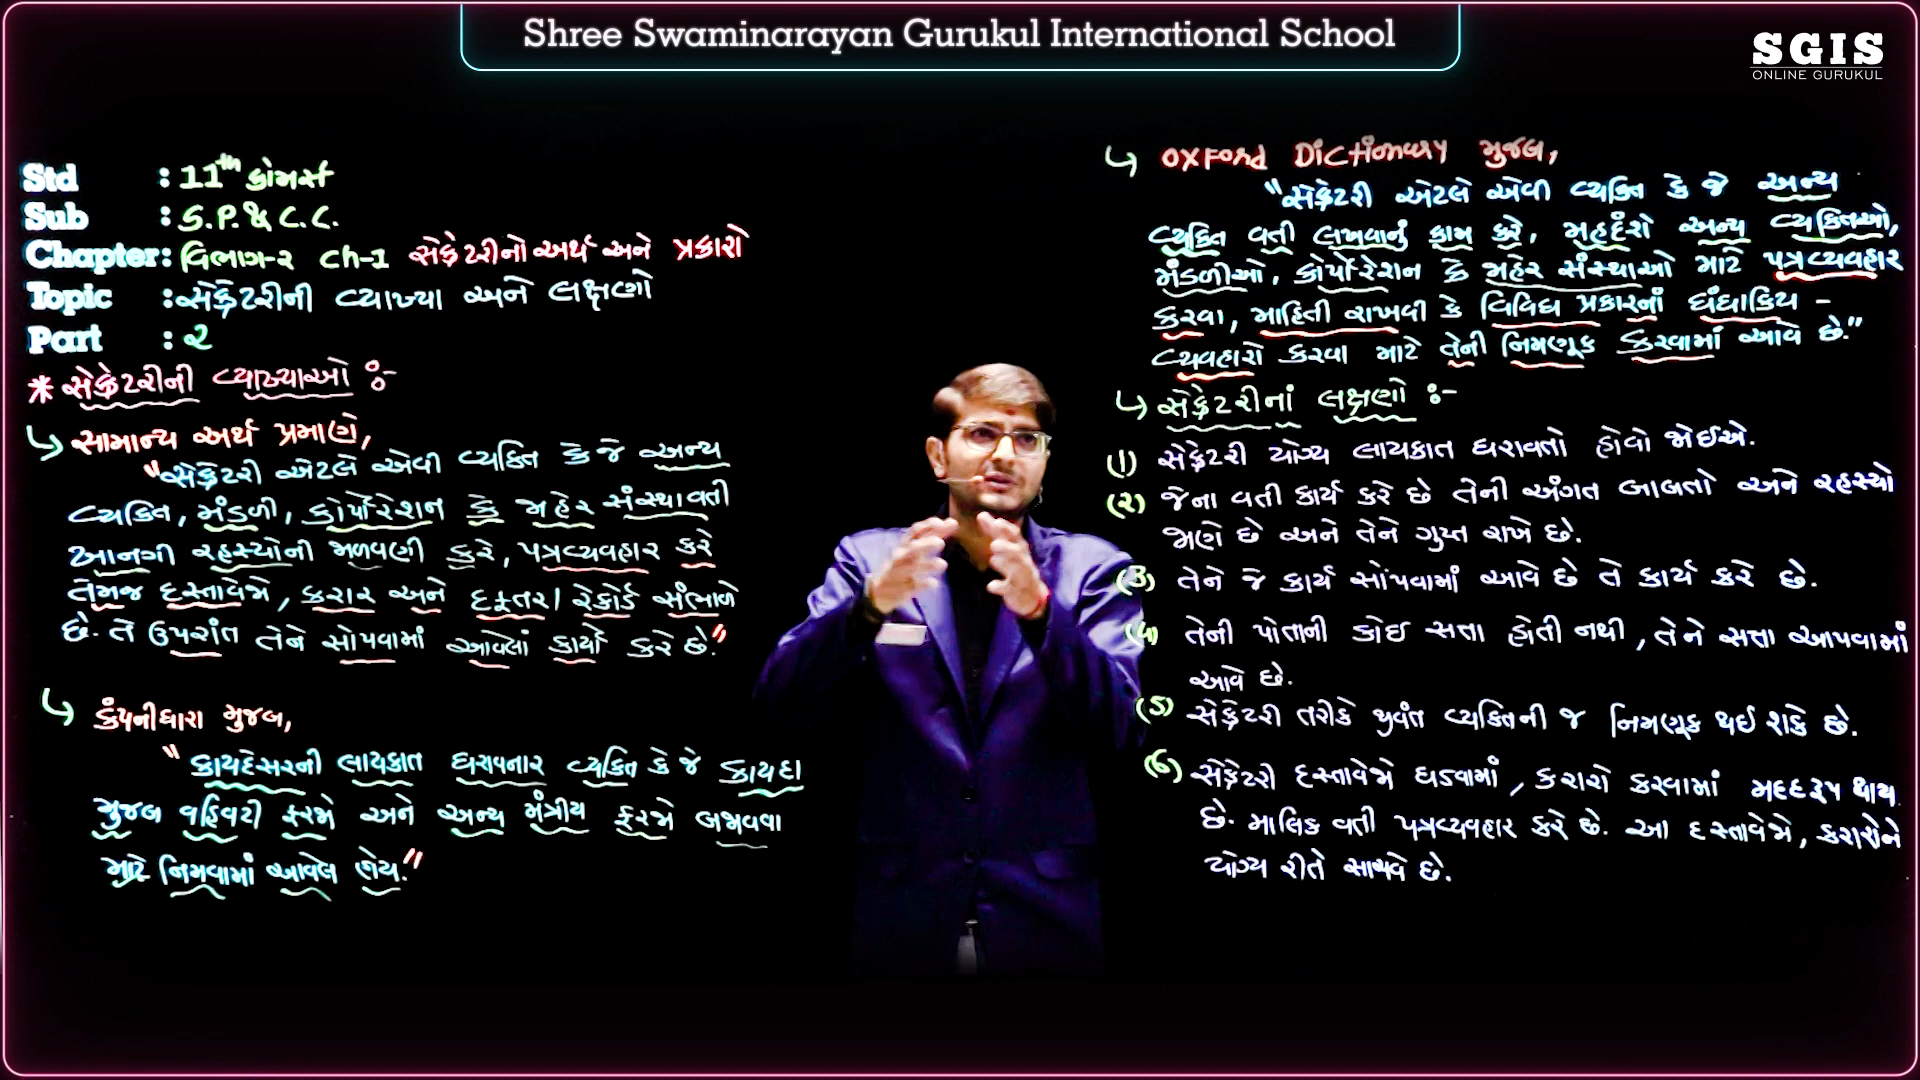 Shree Swaminarayan Gurukul International School
SGIS
ONLINE GURUKUL
Std : 11th કોમર્સ
Sub : S.P. & C.C.
Chapter: વિભાગ-૨ Ch-1 સેક્રેટરીનો અર્થ અને પ્રકારો
Topic : સેક્રેટરીની વ્યાખ્યા અને લક્ષણો
Part : ૨
* સેક્રેટરીની વ્યાખ્યાઓ :-
↳ સામાન્ય અર્થ પ્રમાણે,
"સેક્રેટરી એટલે એવી વ્યક્તિ કે જે અન્ય
વ્યક્તિ, મંડળી, કોર્પોરેશન કે જાહેર સંસ્થા વતી
ખાનગી રહસ્યોની જાળવણી કરે, પત્રવ્યવહાર કરે
તેમજ દસ્તાવેજો, કરાર અને દફતર/ રેકોર્ડ સંભાળે
છે. તે ઉપરાંત તેને સોંપવામાં આવેલાં કાર્યો કરે છે."
↳ કંપનીધારા મુજબ,
"કાયદેસરની લાયકાત ધરાવનાર વ્યક્તિ કે જે કાયદા
મુજબ વહિવટી ફરજો અને અન્ય મંત્રીય ફરજો બજાવવા
માટે નિમવામાં આવેલ હોય."
↳ Oxford Dictionary મુજબ,
"સેક્રેટરી એટલે એવી વ્યક્તિ કે જે અન્ય
વ્યક્તિ વતી લખવાનું કામ કરે, મહદંશે અન્ય વ્યક્તિઓ,
મંડળીઓ, કોર્પોરેશન કે જાહેર સંસ્થાઓ માટે પત્રવ્યવહાર
કરવા, માહિતી રાખવી કે વિવિધ પ્રકારનાં ધંધાકિય -
વ્યવહારો કરવા માટે તેની નિમણૂક કરવામાં આવે છે."
↳ સેક્રેટરીનાં લક્ષણો :-
(1) સેક્રેટરી યોગ્ય લાયકાત ધરાવતો હોવો જોઈએ.
(૨) જેના વતી કાર્ય કરે છે તેની અંગત બાબતો અને રહસ્યો
જાણે છે અને તેને ગુપ્ત રાખે છે.
(3) તેને જે કાર્ય સોંપવામાં આવે છે તે કાર્ય કરે છે.
(4) તેની પોતાની કોઈ સત્તા હોતી નથી, તેને સત્તા આપવામાં
આવે છે.
(5) સેક્રેટરી તરીકે જીવંત વ્યક્તિની જ નિમણૂક થઈ શકે છે.
(6) સેક્રેટરી દસ્તાવેજો ઘડવામાં, કરારો કરવામાં મદદરૂપ થાય
છે. માલિક વતી પત્રવ્યવહાર કરે છે. આ દસ્તાવેજો, કરારોને
યોગ્ય રીતે સાચવે છે.